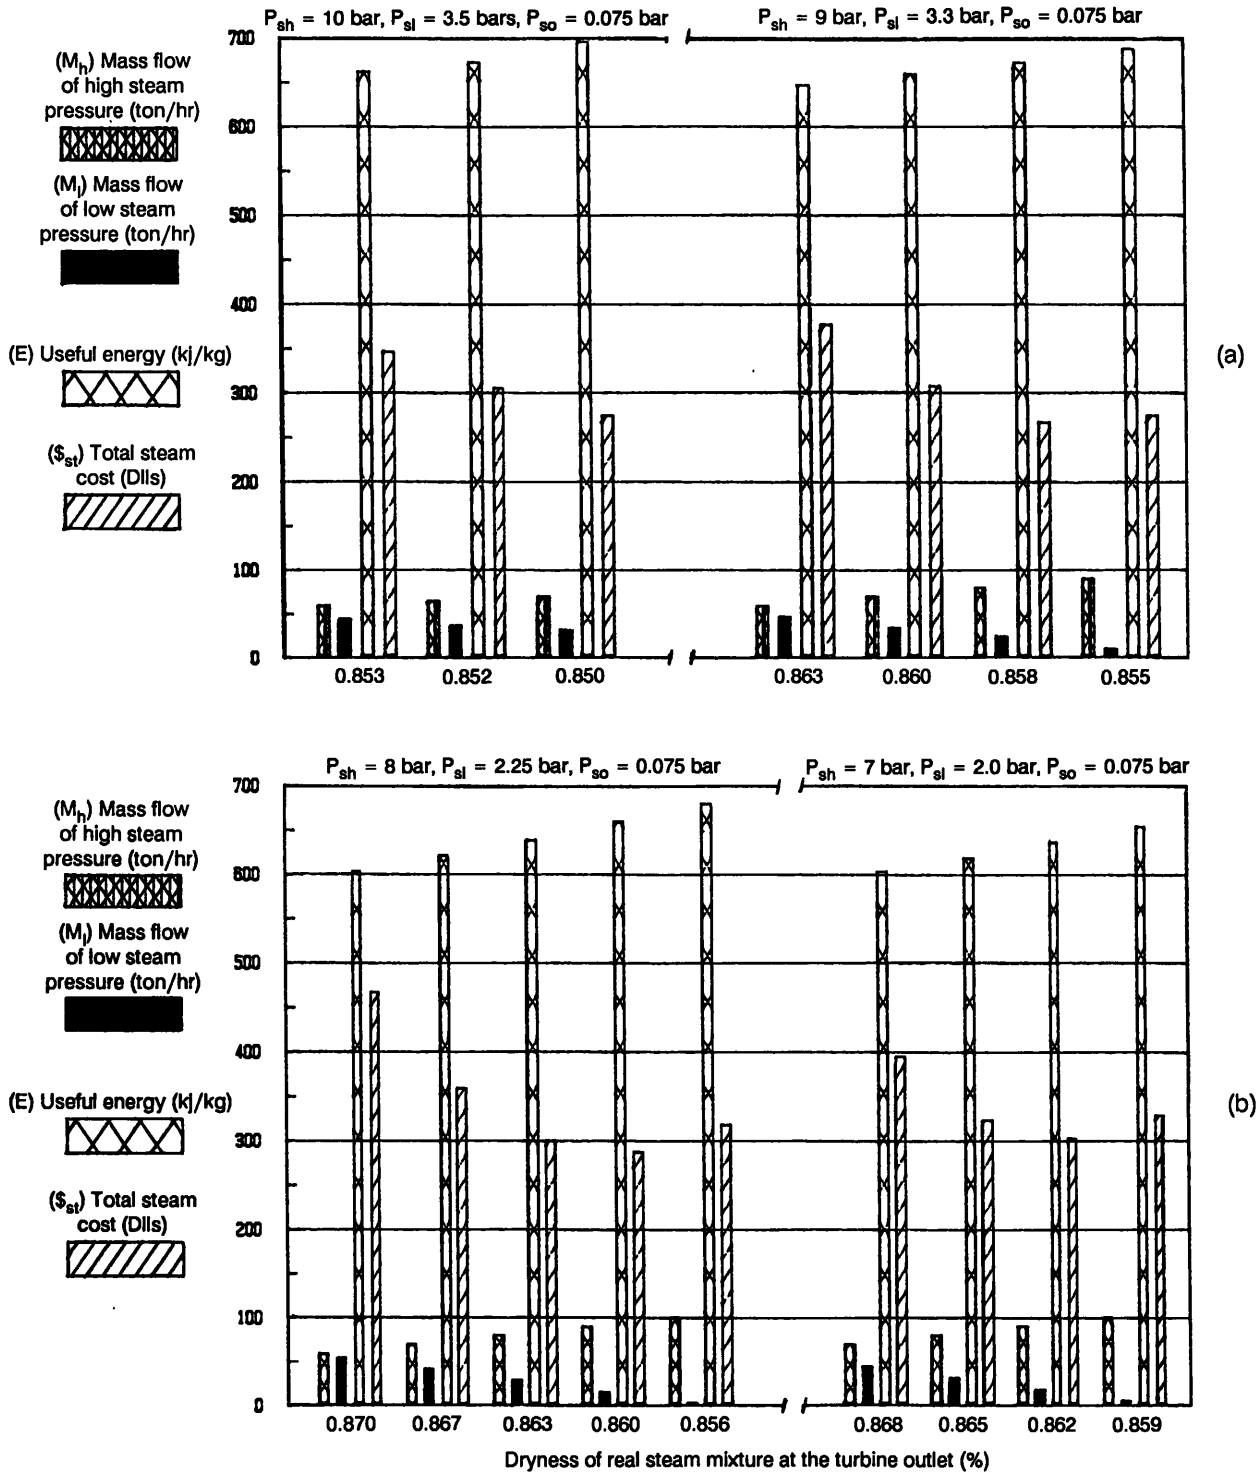 P_sh = 10 bar, P_sl = 3.5 bars, P_so = 0.075 bar
P_sh = 9 bar, P_sl = 3.3 bar, P_so = 0.075 bar
(M_h) Mass flow
of high steam
pressure (ton/hr)
(M_l) Mass flow
of low steam
pressure (ton/hr)
(E) Useful energy (kj/kg)
($_st) Total steam
cost (Dlls)
700
600
500
400
300
200
100
0
0.853 0.852 0.850 0.863 0.860 0.858 0.855
(a)
P_sh = 8 bar, P_sl = 2.25 bar, P_so = 0.075 bar
P_sh = 7 bar, P_sl = 2.0 bar, P_so = 0.075 bar
(M_h) Mass flow
of high steam
pressure (ton/hr)
(M_l) Mass flow
of low steam
pressure (ton/hr)
(E) Useful energy (kj/kg)
($_st) Total steam
cost (Dlls)
700
600
500
400
300
200
100
0
0.870 0.867 0.863 0.860 0.856 0.868 0.865 0.862 0.859
(b)
Dryness of real steam mixture at the turbine outlet (%)